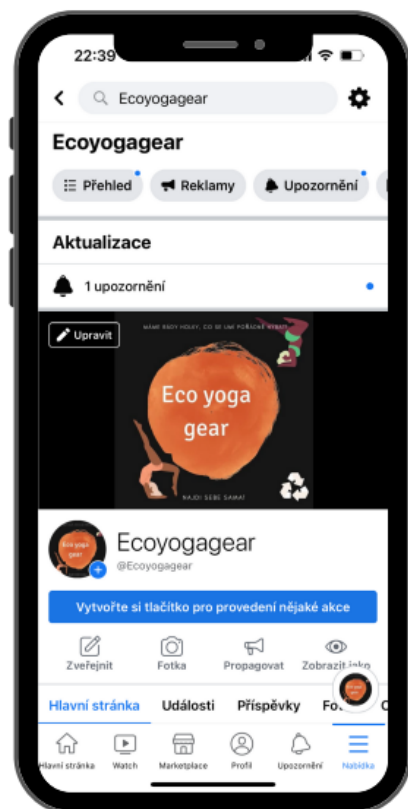 22:39
Ecoyogagear
Ecoyogagear
Přehled Reklamy Upozornění
Aktualizace
1 upozornění
Upravit
MÁME RÁDY HOLKY, CO SE UMÍ POŘÁDNĚ
Eco yoga
gear
NAJDI SEBE SAMA!
Eco yoga
gear
Ecoyogagear
@Ecoyogagear
Vytvořte si tlačítko pro provedení nějaké akce
Zveřejnit Fotka Propagovat Zobrazit jako
Hlavní stránka Události Příspěvky
Hlavní stránka Watch Marketplace Profil Upozornění Nabídka